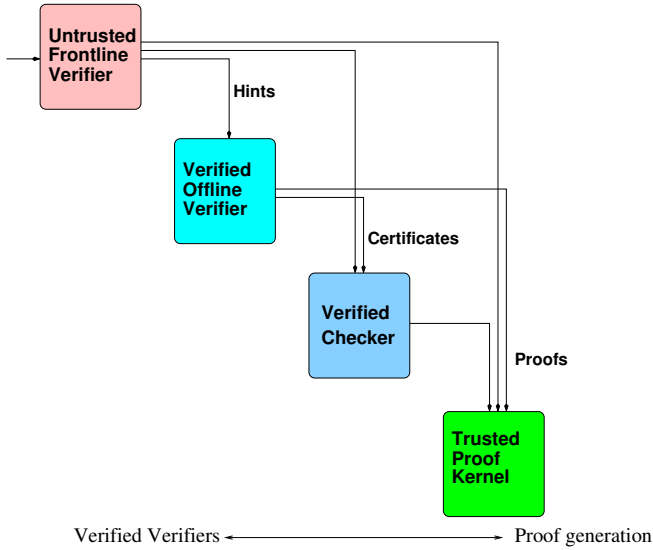 Untrusted
Frontline
Verifier
Hints
Verified
Offline
Verifier
Certificates
Verified
Checker
Proofs
Trusted
Proof
Kernel
Verified Verifiers
Proof generation